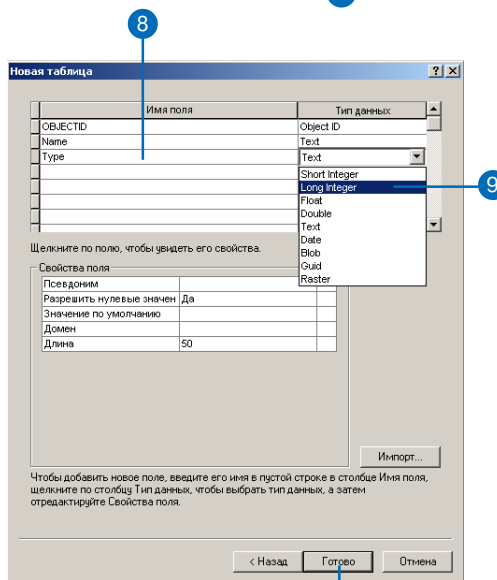 8
Новая таблица
Имя поля Тип данных
OBJECTID Object ID
Name Text
Type Text
Short Integer
Long Integer
9
Float
Double
Text
Date
Blob
Guid
Raster
Щелкните по полю, чтобы увидеть его свойства.
Свойства поля
Псевдоним
Разрешить нулевые значен Да
Значение по умолчанию
Домен
Длина 50
Импорт...
Чтобы добавить новое поле, введите его имя в пустой строке в столбце Имя поля,
щелкните по столбцу Тип данных, чтобы выбрать тип данных, а затем
отредактируйте Свойства поля.
< Назад Готово Отмена